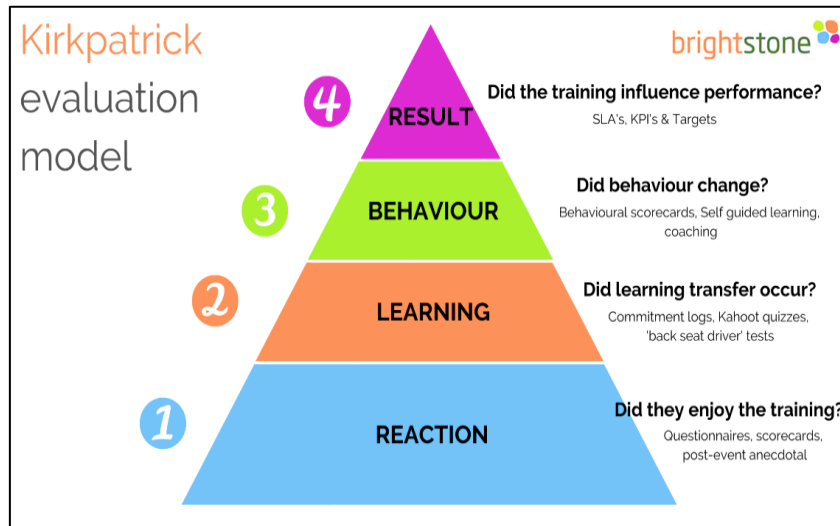 Kirkpatrick
evaluation
model
brightstone
4
RESULT
Did the training influence performance?
SLA's, KPI's & Targets
3
BEHAVIOUR
Did behaviour change?
Behavioural scorecards, Self guided learning,
coaching
2
LEARNING
Did learning transfer occur?
Commitment logs, Kahoot quizzes,
'back seat driver' tests
1
REACTION
Did they enjoy the training?
Questionnaires, scorecards,
post-event anecdotal